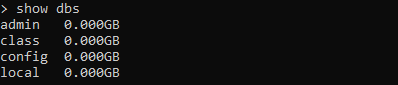 > show dbs
admin   0.000GB
class   0.000GB
config  0.000GB
local   0.000GB